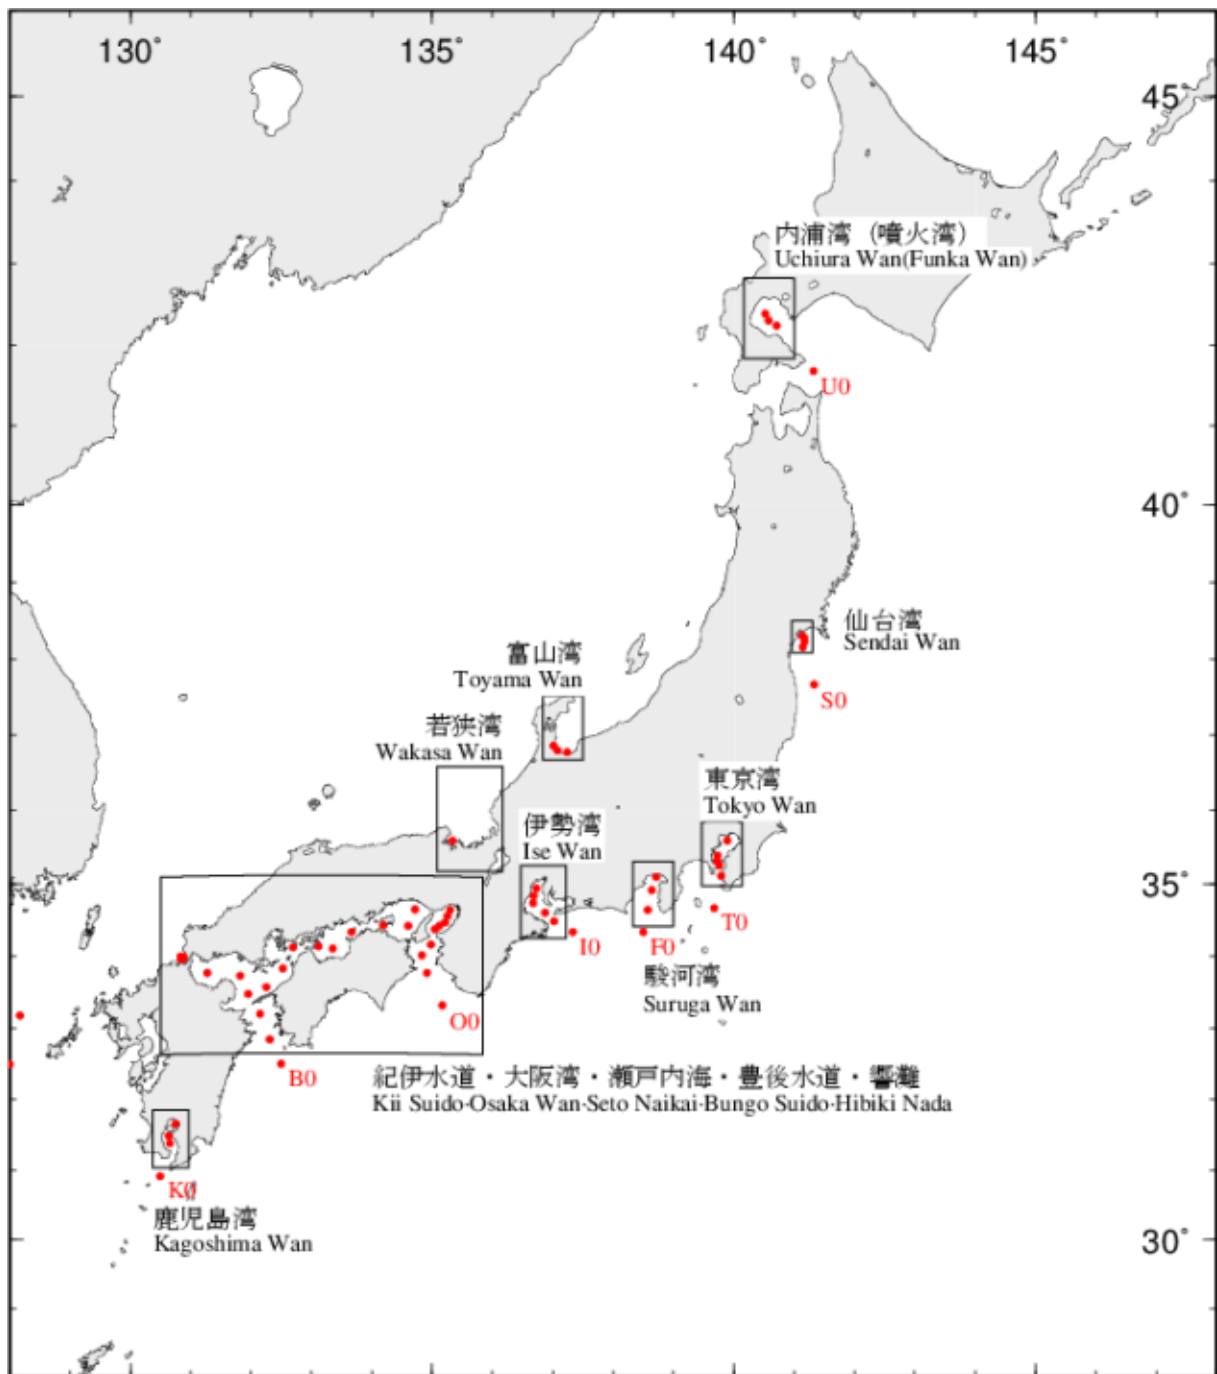 130°
135°
140°
145°
45°
内浦湾（噴火湾）
Uchiura Wan(Funka Wan)
U0
40°
仙台湾
Sendai Wan
S0
富山湾
Toyama Wan
若狭湾
Wakasa Wan
東京湾
Tokyo Wan
伊勢湾
Ise Wan
35°
T0
I0
F0
駿河湾
Suruga Wan
O0
B0
紀伊水道・大阪湾・瀬戸内海・豊後水道・響灘
Kii Suido-Osaka Wan-Seto Naikai-Bungo Suido-Hibiki Nada
K0
鹿児島湾
Kagoshima Wan
30°